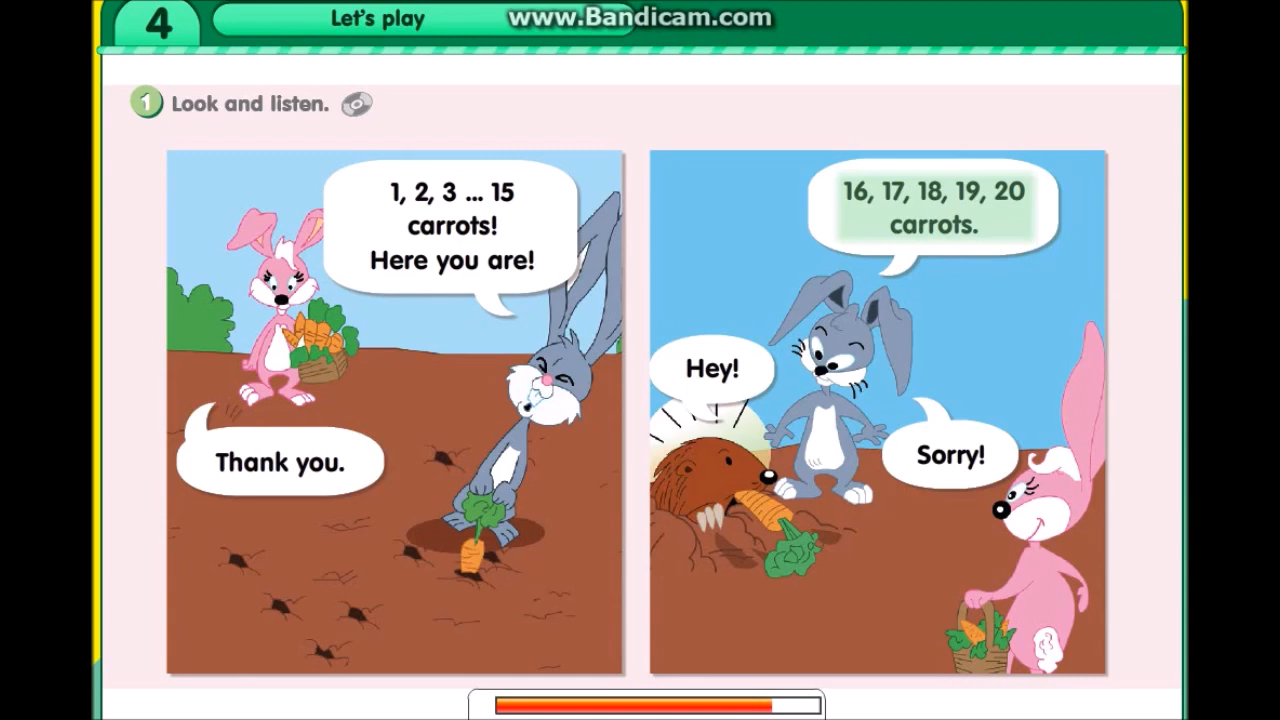 4
Let's play
www.Bandicam.com
1 Look and listen.
1, 2, 3 ... 15
carrots!
Here you are!
Thank you.
16, 17, 18, 19, 20
carrots.
Hey!
Sorry!